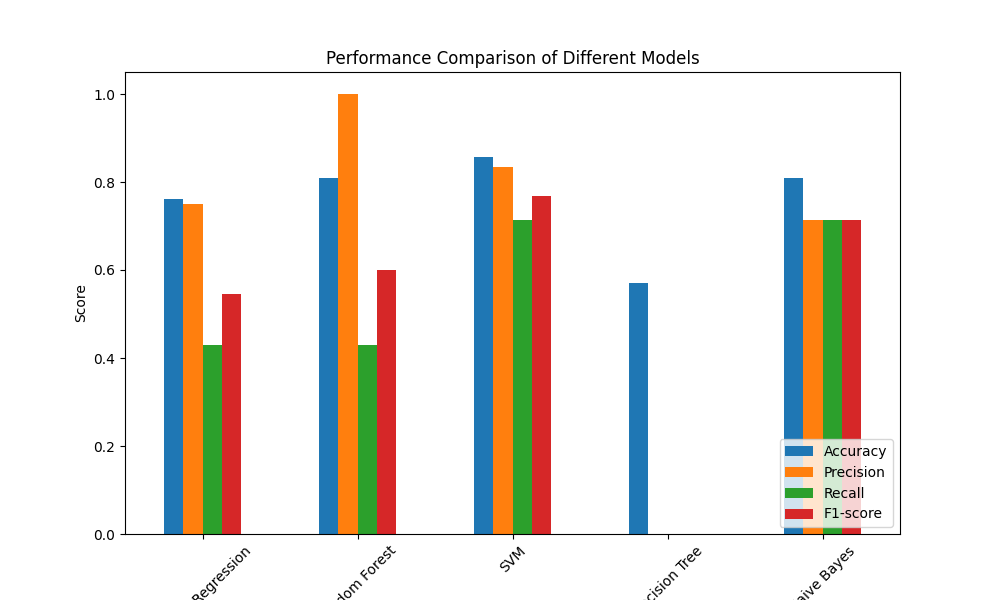 Performance Comparison of Different Models
1.0
0.8
0.6
0.4
0.2
0.0
Score
Accuracy
Precision
Recall
F1-score
Regression
dom Forest
SVM
cision Tree
aive Bayes